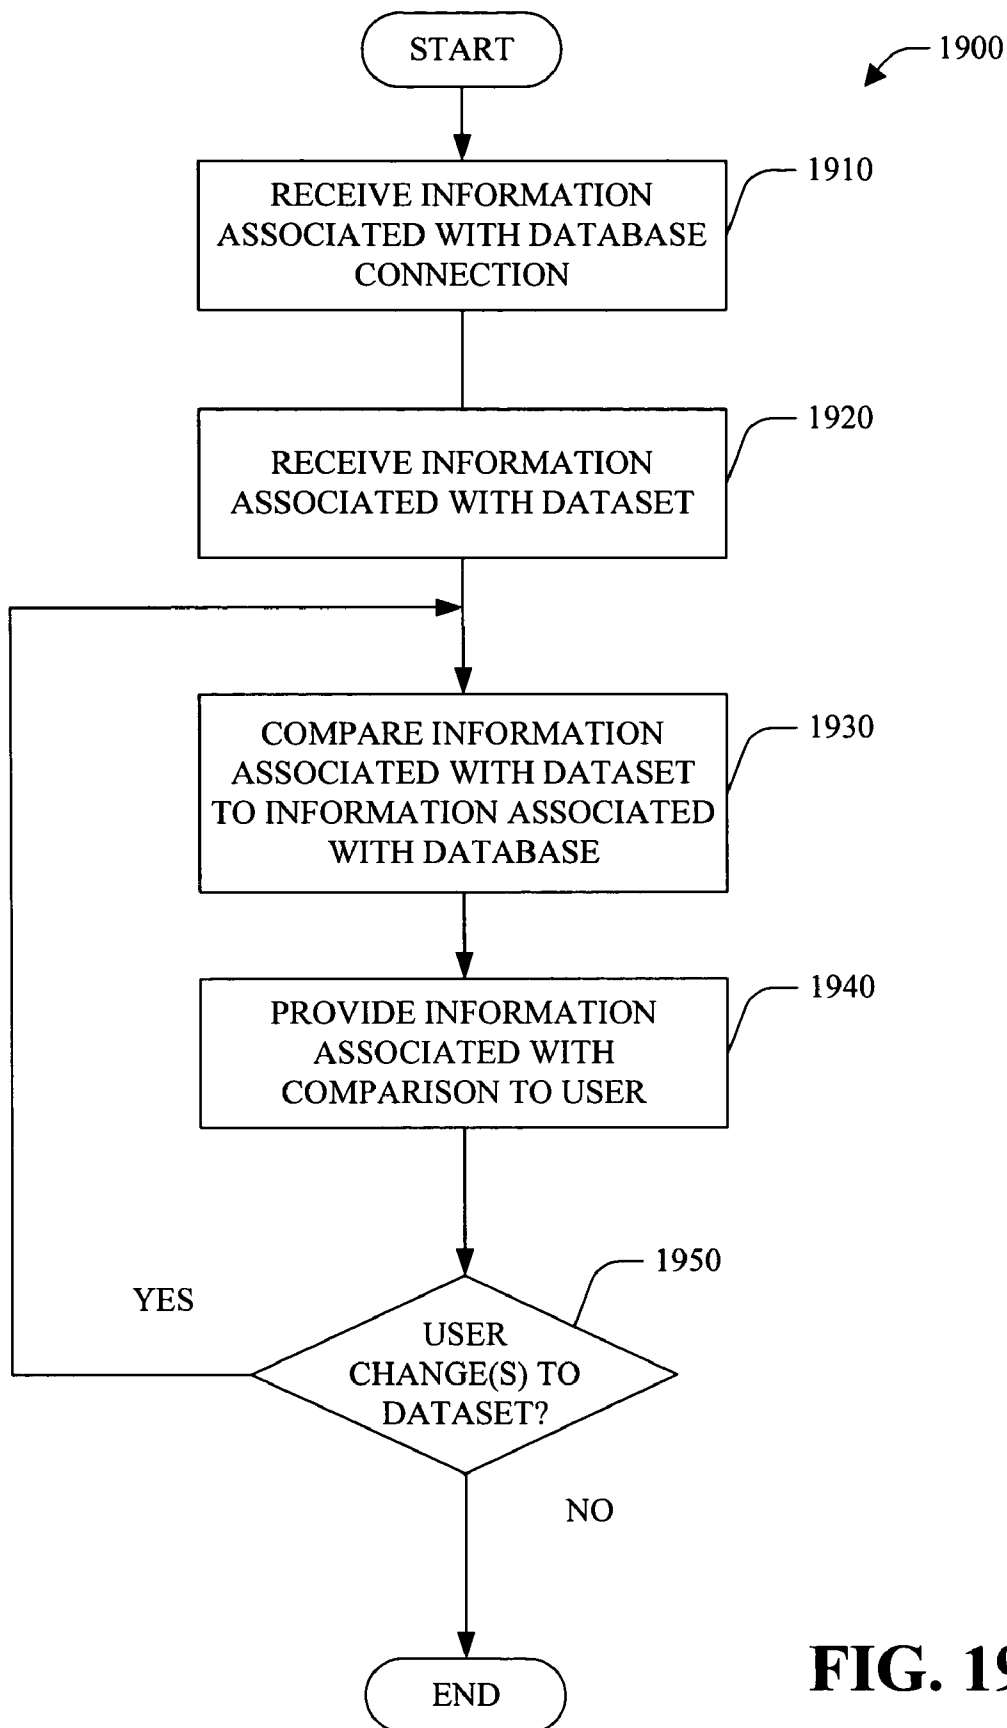 START
1900
1910
RECEIVE INFORMATION
ASSOCIATED WITH DATABASE
CONNECTION
1920
RECEIVE INFORMATION
ASSOCIATED WITH DATASET
1930
COMPARE INFORMATION
ASSOCIATED WITH DATASET
TO INFORMATION ASSOCIATED
WITH DATABASE
1940
PROVIDE INFORMATION
ASSOCIATED WITH
COMPARISON TO USER
1950
YES
USER
CHANGE(S) TO
DATASET?
NO
END
FIG. 19